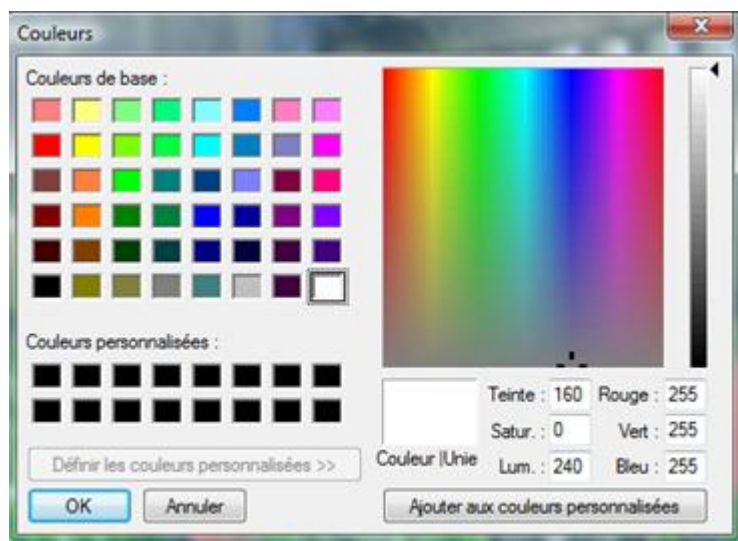 Couleurs
Couleurs de base :
Couleurs personnalisées :
Définir les couleurs personnalisées >>
OK Annuler
Couleur |Unie
Teinte : 160 Rouge : 255
Satur. : 0 Vert : 255
Lum. : 240 Bleu : 255
Ajouter aux couleurs personnalisées